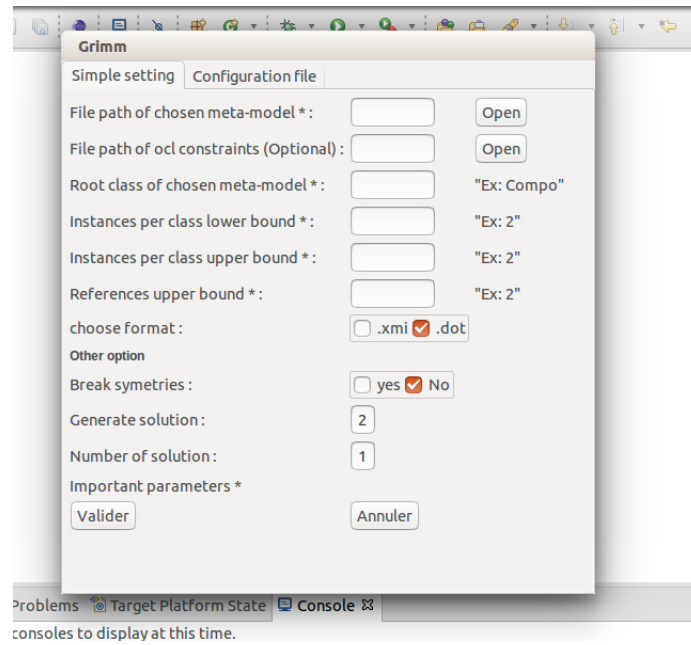 Grimm
Simple setting Configuration file
File path of chosen meta-model * : Open
File path of ocl constraints (Optional) : Open
Root class of chosen meta-model * : "Ex: Compo"
Instances per class lower bound * : "Ex: 2"
Instances per class upper bound * : "Ex: 2"
References upper bound * : "Ex: 2"
choose format : .xmi .dot
Other option
Break symetries : yes No
Generate solution : 2
Number of solution : 1
Important parameters *
Valider Annuler
Problems Target Platform State Console
consoles to display at this time.